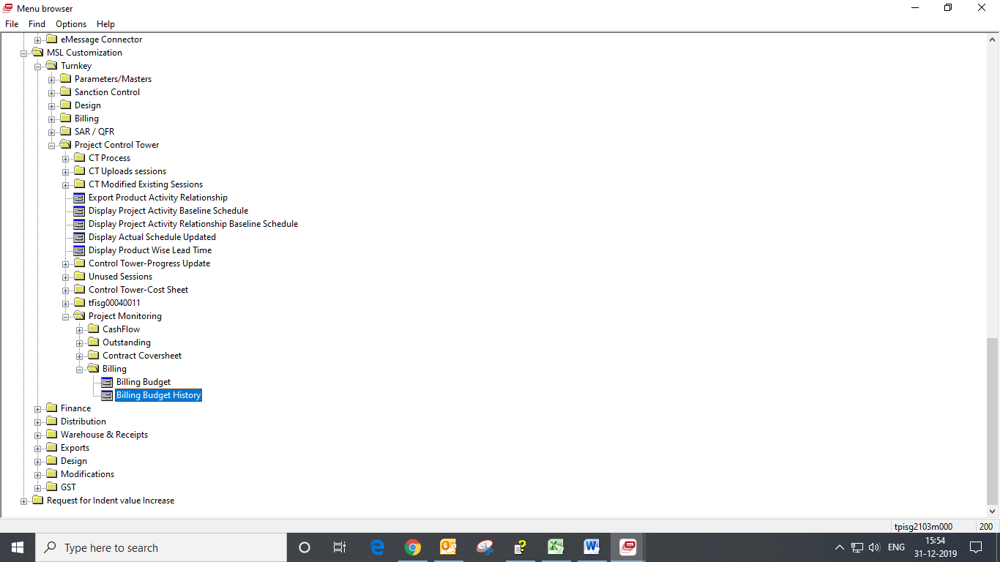 Menu browser
File Find Options Help
eMessage Connector
MSL Customization
Turnkey
Parameters/Masters
Sanction Control
Design
Billing
SAR / QFR
Project Control Tower
CT Process
CT Uploads sessions
CT Modified Existing Sessions
Export Product Activity Relationship
Display Project Activity Baseline Schedule
Display Project Activity Relationship Baseline Schedule
Display Actual Schedule Updated
Display Product Wise Lead Time
Control Tower-Progress Update
Unused Sessions
Control Tower-Cost Sheet
tfisg00040011
Project Monitoring
CashFlow
Outstanding
Contract Coversheet
Billing
Billing Budget
Billing Budget History
Finance
Distribution
Warehouse & Receipts
Exports
Design
Modifications
GST
Request for Indent value Increase
tpisg2103m000 200
Type here to search
ENG
15:54
31-12-2019